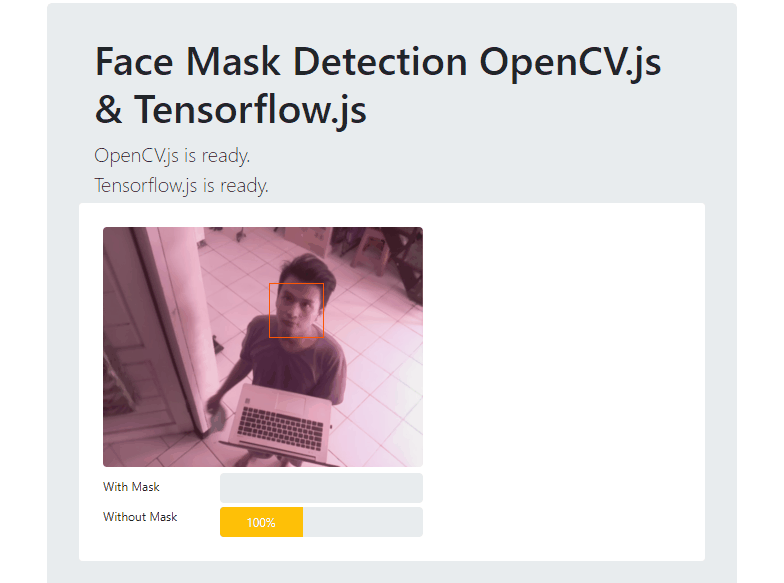 Face Mask Detection OpenCV.js
& Tensorflow.js
OpenCV.js is ready.
Tensorflow.js is ready.
With Mask
Without Mask
100%